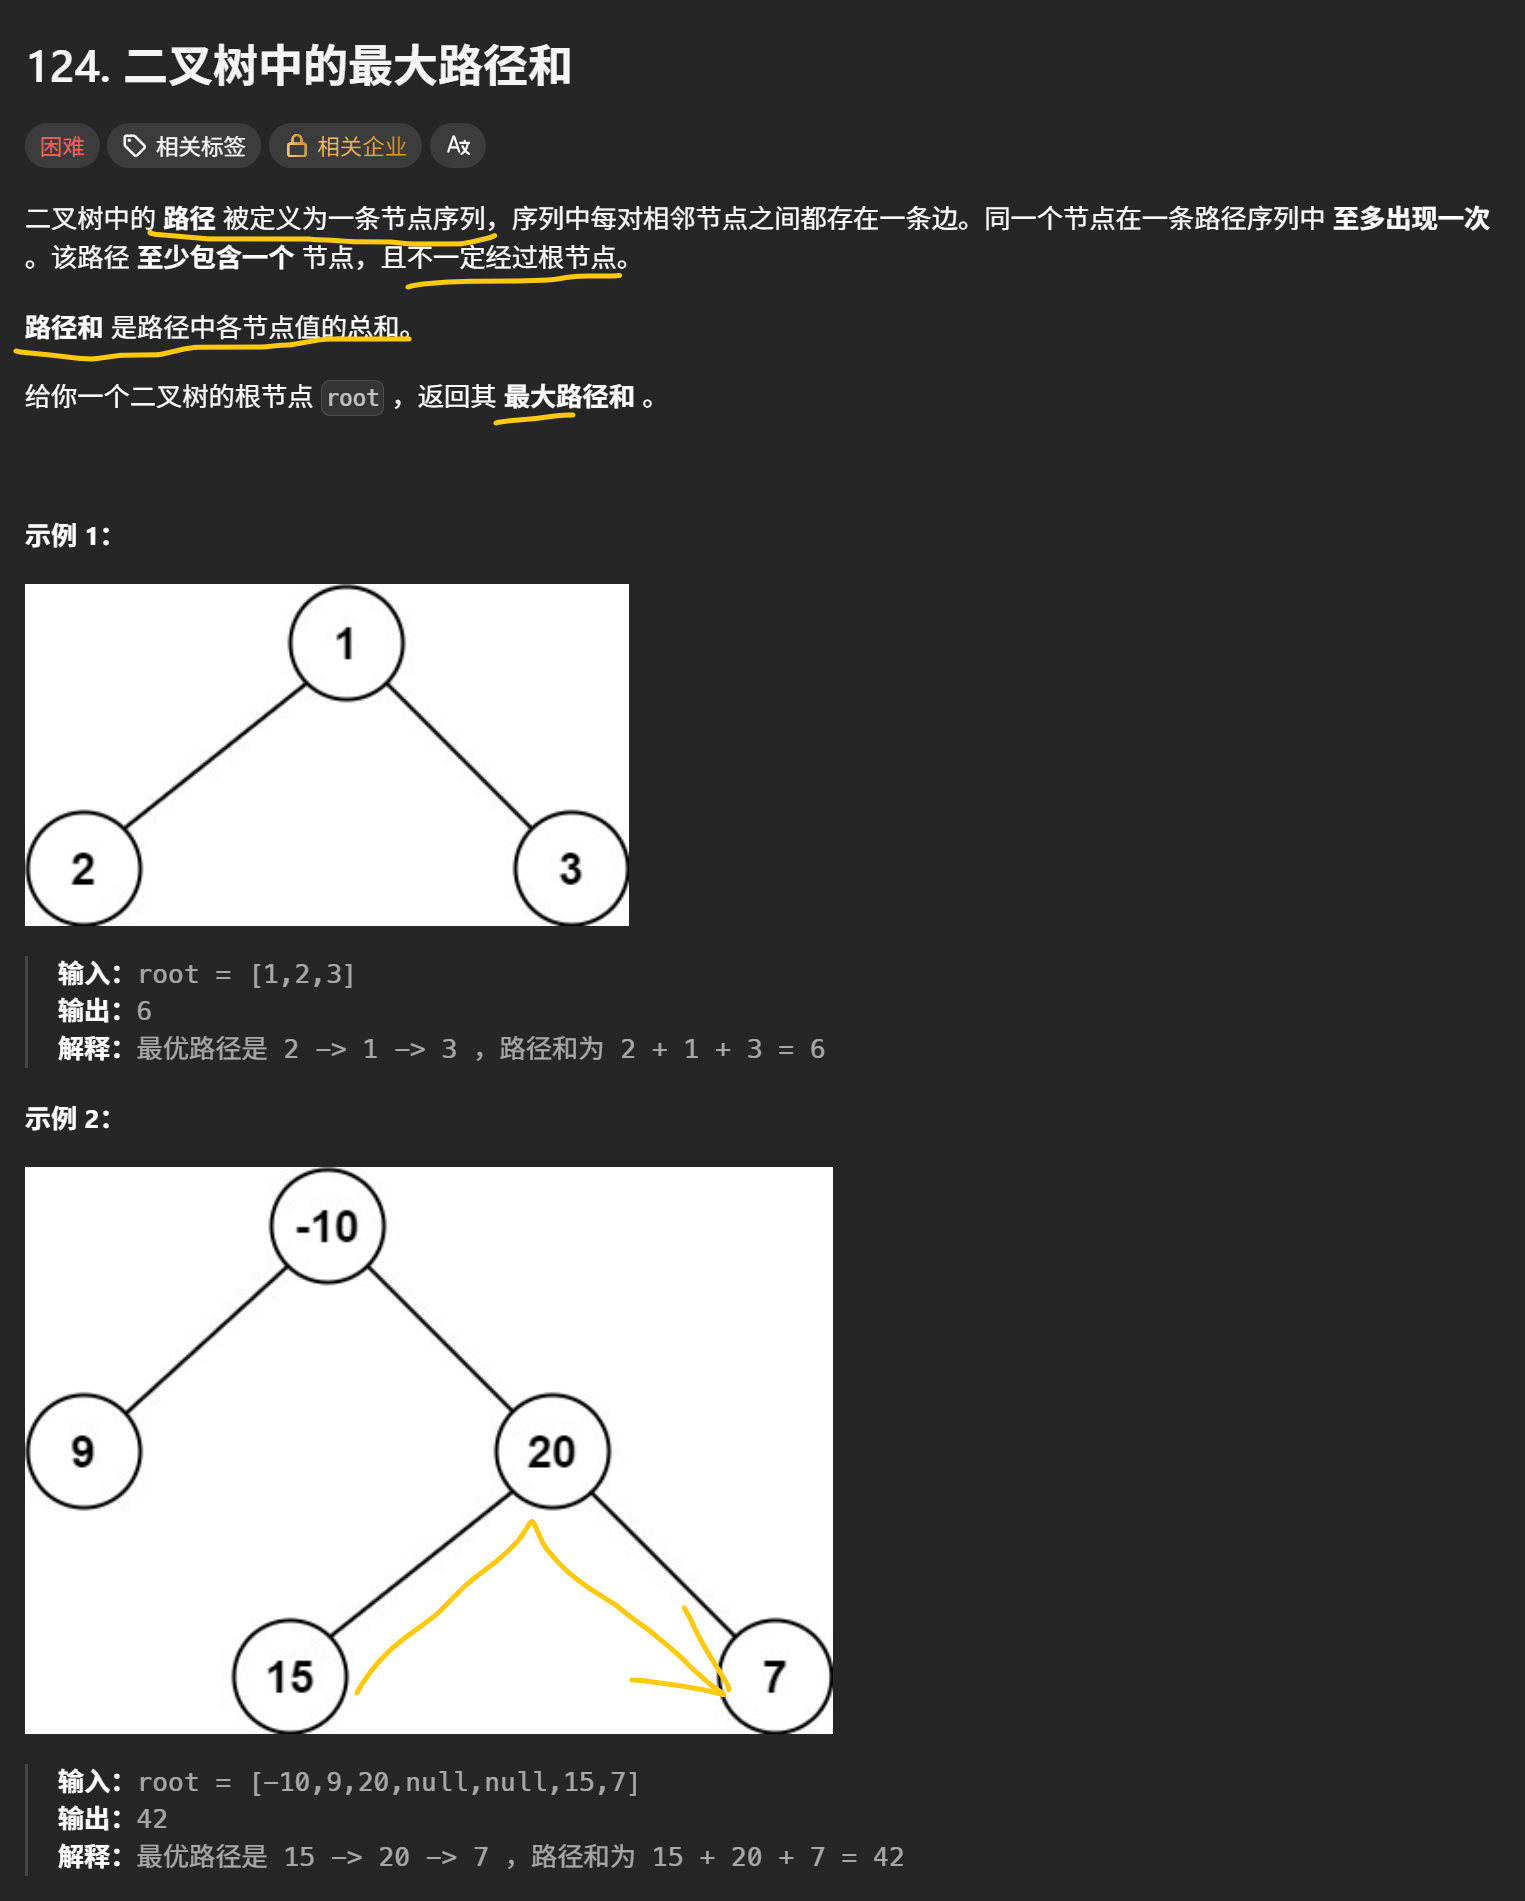 124. 二叉树中的最大路径和
困难 相关标签 相关企业
二叉树中的 路径 被定义为一条节点序列，序列中每对相邻节点之间都存在一条边。同一个节点在一条路径序列中 至多出现一次
。该路径 至少包含一个 节点，且不一定经过根节点。
路径和 是路径中各节点值的总和。
给你一个二叉树的根节点 root ，返回其 最大路径和 。
示例 1：
1
2 3
输入：root = [1,2,3]
输出：6
解释：最优路径是 2 -> 1 -> 3 ，路径和为 2 + 1 + 3 = 6
示例 2：
-10
9 20
15 7
输入：root = [-10,9,20,null,null,15,7]
输出：42
解释：最优路径是 15 -> 20 -> 7 ，路径和为 15 + 20 + 7 = 42